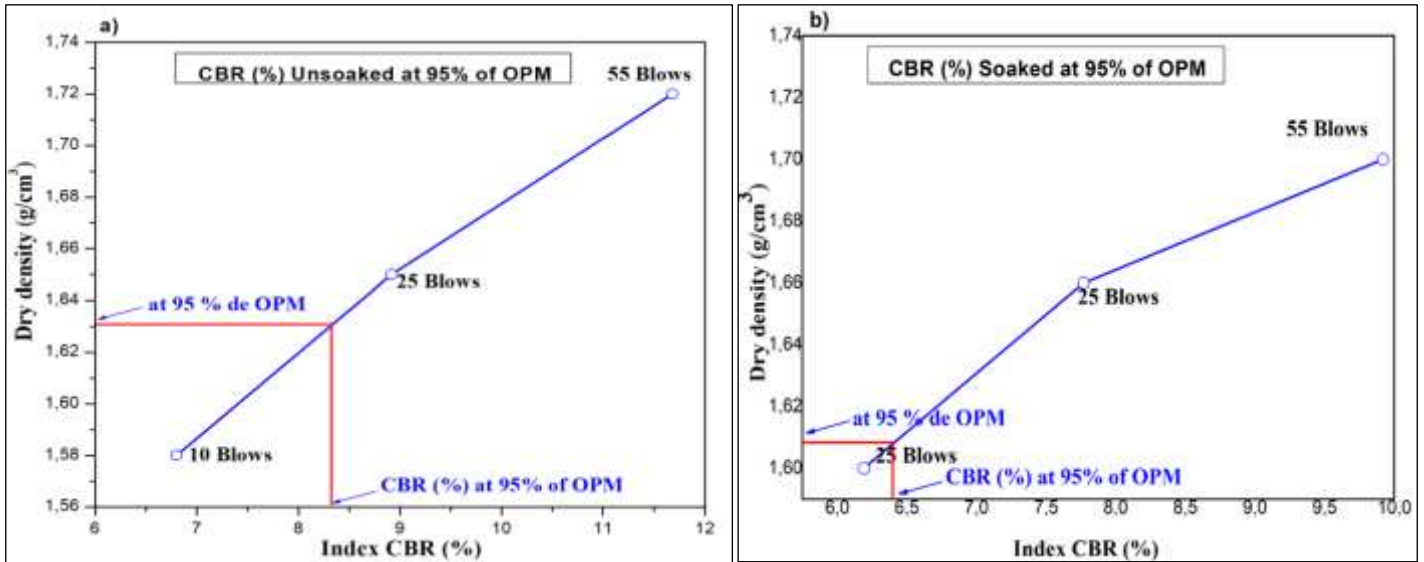 a)
CBR (%) Unsoaked at 95% of OPM
55 Blows
25 Blows
at 95 % de OPM
10 Blows
CBR (%) at 95% of OPM
1,74
1,72
1,70
1,68
1,66
1,64
1,62
1,60
1,58
1,56
Dry density (g/cm³)
6 7 8 9 10 11 12
Index CBR (%)
b)
CBR (%) Soaked at 95% of OPM
55 Blows
25 Blows
at 95 % de OPM
25 Blows
CBR (%) at 95% of OPM
1,74
1,72
1,70
1,68
1,66
1,64
1,62
1,60
Dry density (g/cm³)
6,0 6,5 7,0 7,5 8,0 8,5 9,0 9,5 10,0
Index CBR (%)